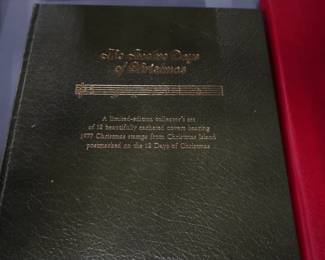 The Twelve Days
of Christmas
A limited-edition collector's set
of 12 beautifully cacheted covers bearing
1977 Christmas stamps from Christmas Island
postmarked on the 12 Days of Christmas